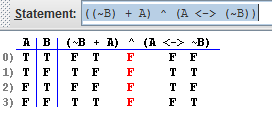 Statement: ((~B) + A) ^ (A <-> (~B))
A B (~B + A) ^ (A <-> ~B)
0) T T F T F F F
1) T F T T F T T
2) F T F F F T F
3) F F T T F F T